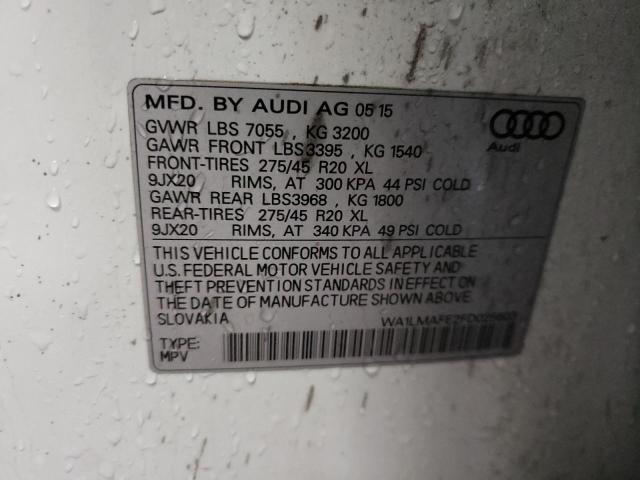 MFD. BY AUDI AG 05 15
GVWR LBS 7055 , KG 3200
GAWR FRONT LBS3395 , KG 1540
FRONT-TIRES 275/45 R20 XL
9JX20 RIMS, AT 300 KPA 44 PSI COLD
GAWR REAR LBS3968 , KG 1800
REAR-TIRES 275/45 R20 XL
9JX20 RIMS, AT 340 KPA 49 PSI COLD
Audi
THIS VEHICLE CONFORMS TO ALL APPLICABLE
U.S. FEDERAL MOTOR VEHICLE SAFETY AND
THEFT PREVENTION STANDARDS IN EFFECT ON
THE DATE OF MANUFACTURE SHOWN ABOVE.
SLOVAKIA
TYPE:
MPV